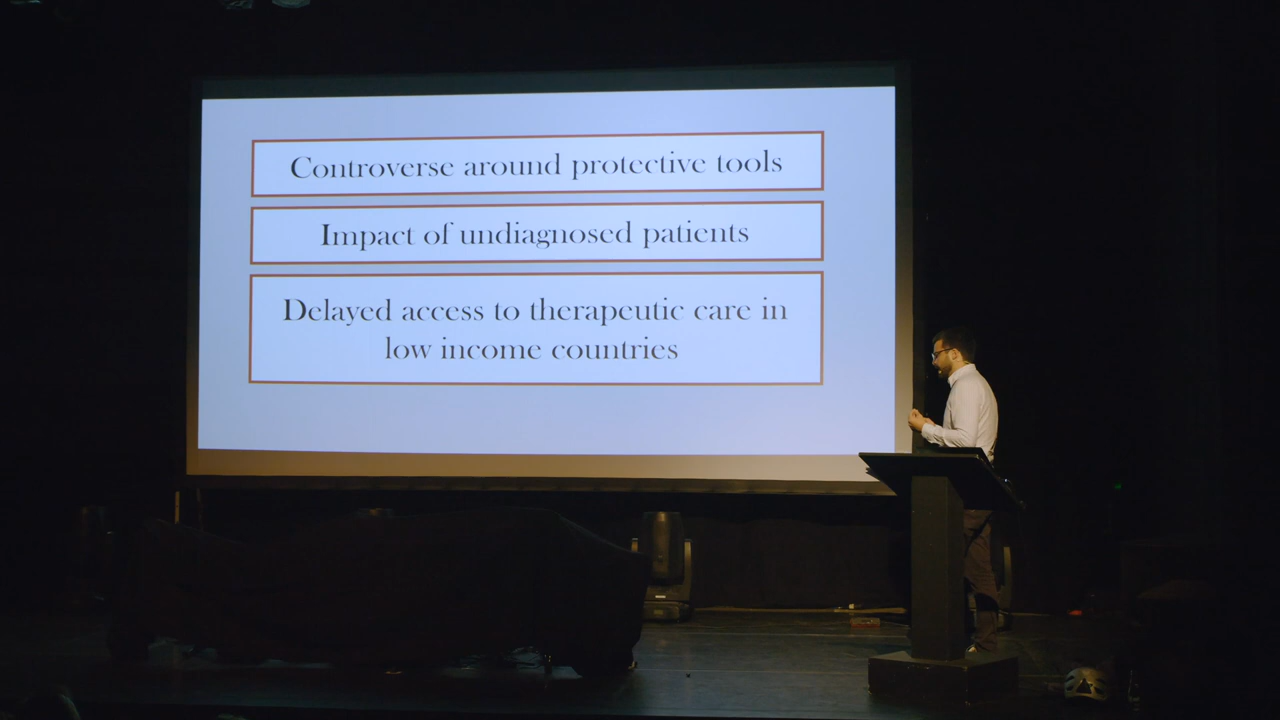 Controverse around protective tools
Impact of undiagnosed patients
Delayed access to therapeutic care in
low income countries